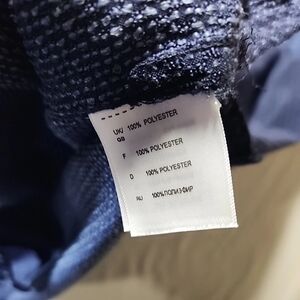 UK/ 100% POLYESTER
GB
F 100% POLYESTER
D 100% POLYESTER
RU 100% ПОЛИЭФИР